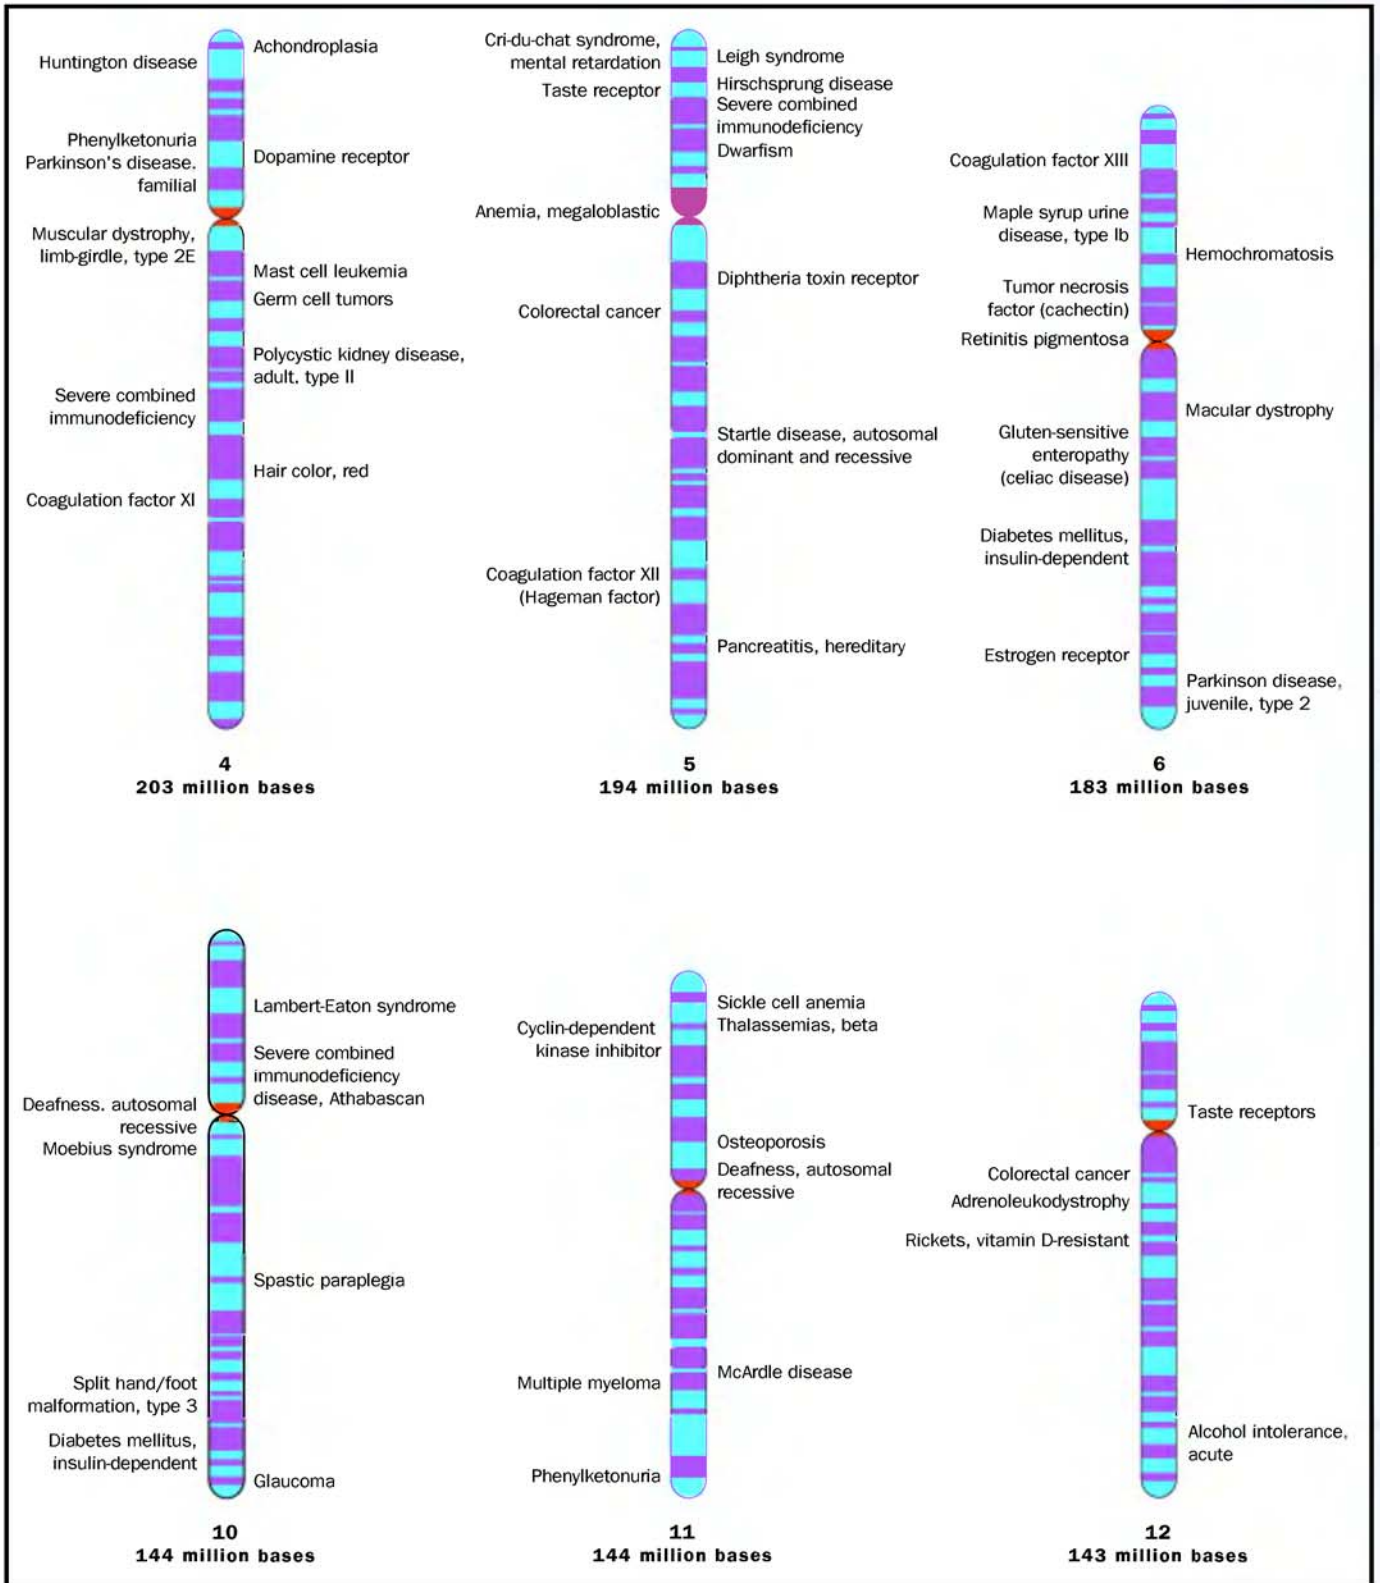 Achondroplasia
Huntington disease
Phenylketonuria
Parkinson's disease.
familial
Dopamine receptor
Muscular dystrophy,
limb-girdle, type 2E
Mast cell leukemia
Germ cell tumors
Polycystic kidney disease,
adult. type II
Severe combined
immunodeficiency
Hair color, red
Coagulation factor XI
4
203 million bases
Cri-du-chat syndrome,
mental retardation
Leigh syndrome
Taste receptor
Hirschsprung disease
Severe combined
immunodeficiency
Dwarfism
Anemia, megaloblastic
Diphtheria toxin receptor
Colorectal cancer
Startle disease, autosomal
dominant and recessive
Coagulation factor XII
(Hageman factor)
Pancreatitis, hereditary
5
194 million bases
Coagulation factor XIII
Maple syrup urine
disease, type Ib
Hemochromatosis
Tumor necrosis
factor (cachectin)
Retinitis pigmentosa
Macular dystrophy
Gluten-sensitive
enteropathy
(celiac disease)
Diabetes mellitus,
insulin-dependent
Estrogen receptor
Parkinson disease,
juvenile, type 2
6
183 million bases
Lambert-Eaton syndrome
Severe combined
immunodeficiency
disease, Athabascan
Deafness. autosomal
recessive
Moebius syndrome
Spastic paraplegia
Split hand/foot
malformation, type 3
Diabetes mellitus,
insulin-dependent
Glaucoma
10
144 million bases
Sickle cell anemia
Thalassemias, beta
Cyclin-dependent
kinase inhibitor
Osteoporosis
Deafness, autosomal
recessive
McArdle disease
Multiple myeloma
Phenylketonuria
11
144 million bases
Taste receptors
Colorectal cancer
Adrenoleukodystrophy
Rickets, vitamin D-resistant
Alcohol intolerance,
acute
12
143 million bases